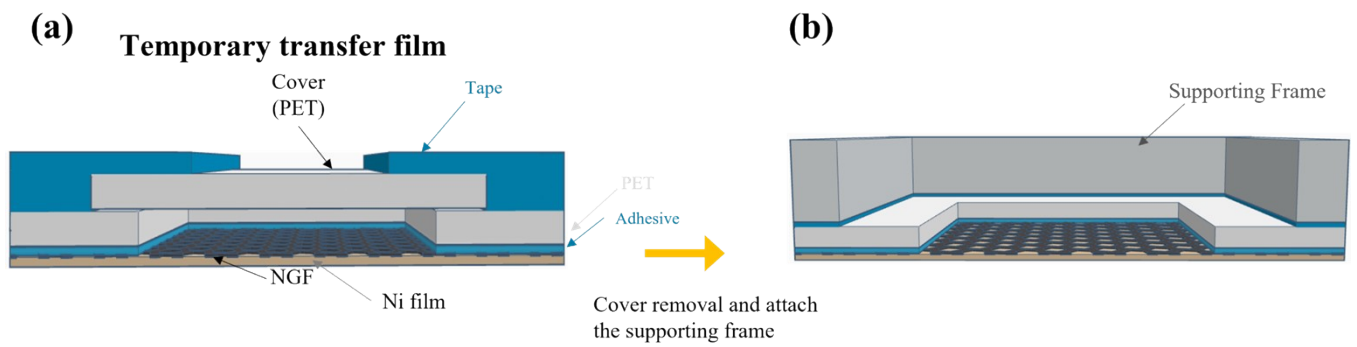 (a)
Temporary transfer film
Cover
(PET)
Tape
PET
Adhesive
NGF
Ni film
Cover removal and attach
the supporting frame
(b)
Supporting Frame